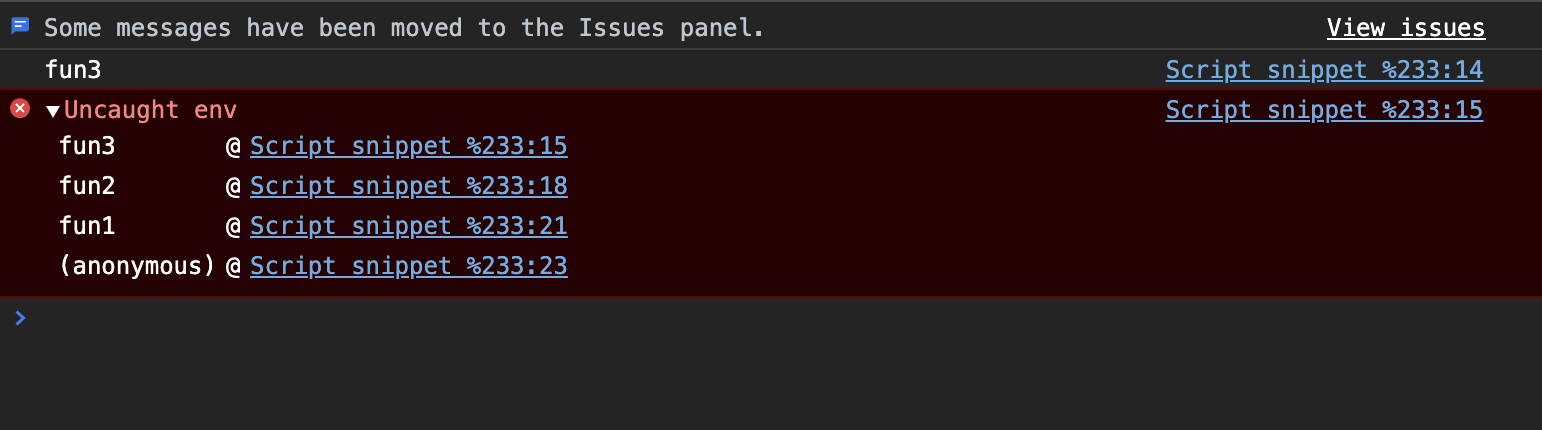 Some messages have been moved to the Issues panel. View issues
fun3 Script snippet %233:14
Uncaught env Script snippet %233:15
fun3 @ Script snippet %233:15
fun2 @ Script snippet %233:18
fun1 @ Script snippet %233:21
(anonymous) @ Script snippet %233:23